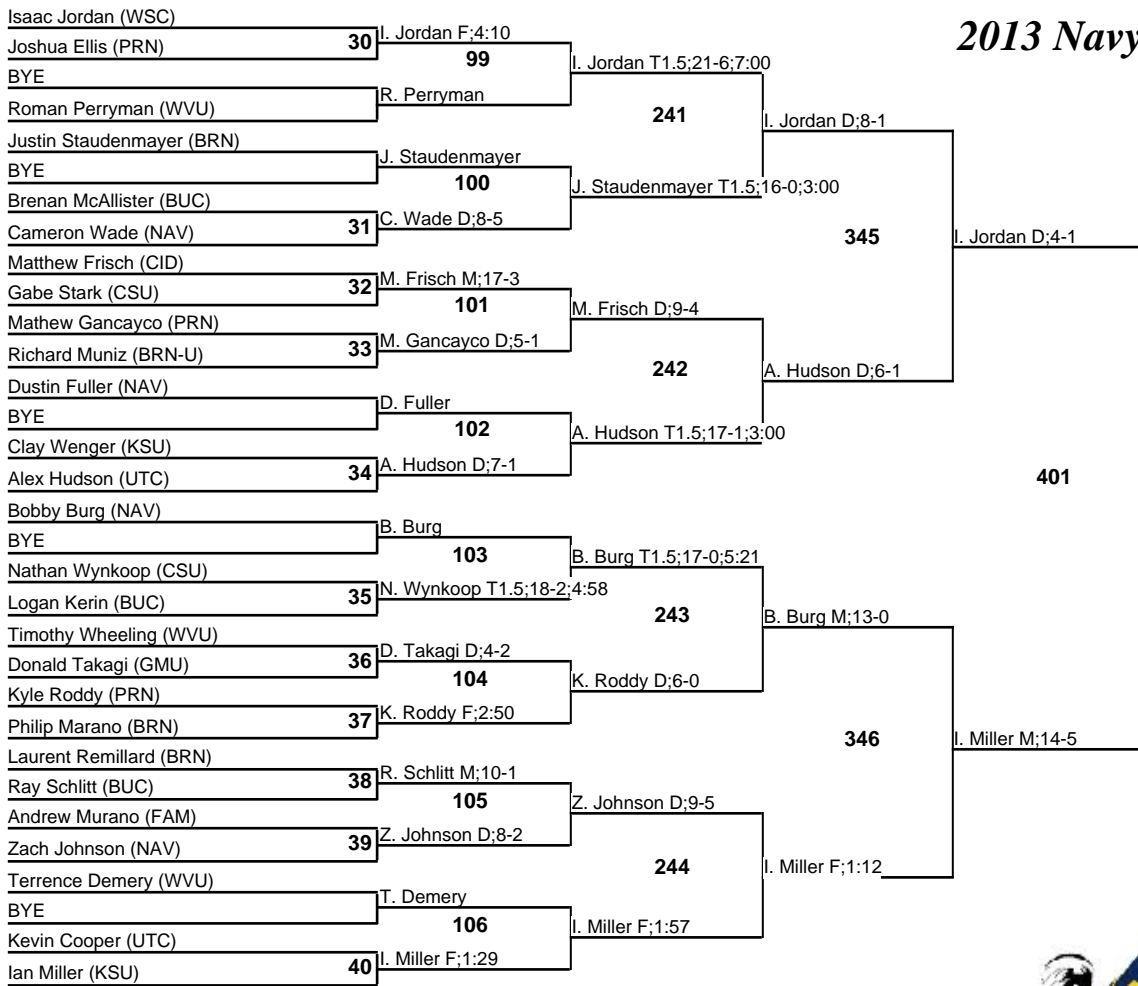 2013 Navy
Isaac Jordan (WSC)
Joshua Ellis (PRN)
BYE
Roman Perryman (WVU)
Justin Staudenmayer (BRN)
BYE
Brenan McAllister (BUC)
Cameron Wade (NAV)
Matthew Frisch (CID)
Gabe Stark (CSU)
Mathew Gancayco (PRN)
Richard Muniz (BRN-U)
Dustin Fuller (NAV)
BYE
Clay Wenger (KSU)
Alex Hudson (UTC)
Bobby Burg (NAV)
BYE
Nathan Wynkoop (CSU)
Logan Kerin (BUC)
Timothy Wheeling (WVU)
Donald Takagi (GMU)
Kyle Roddy (PRN)
Philip Marano (BRN)
Laurent Remillard (BRN)
Ray Schlitt (BUC)
Andrew Murano (FAM)
Zach Johnson (NAV)
Terrence Demery (WVU)
BYE
Kevin Cooper (UTC)
Ian Miller (KSU)
30
31
32
33
34
35
36
37
38
39
40
I. Jordan F;4:10
99
R. Perryman
J. Staudenmayer
100
C. Wade D;8-5
M. Frisch M;17-3
101
M. Gancayco D;5-1
D. Fuller
102
A. Hudson D;7-1
B. Burg
103
N. Wynkoop T1.5;18-2;4:58
D. Takagi D;4-2
104
K. Roddy F;2:50
R. Schlitt M;10-1
105
Z. Johnson D;8-2
T. Demery
106
I. Miller F;1:29
I. Jordan T1.5;21-6;7:00
241
J. Staudenmayer T1.5;16-0;3:00
M. Frisch D;9-4
242
A. Hudson T1.5;17-1;3:00
B. Burg T1.5;17-0;5:21
243
K. Roddy D;6-0
Z. Johnson D;9-5
244
I. Miller F;1:57
I. Jordan D;8-1
345
A. Hudson D;6-1
B. Burg M;13-0
346
I. Miller F;1:12
I. Jordan D;4-1
401
I. Miller M;14-5